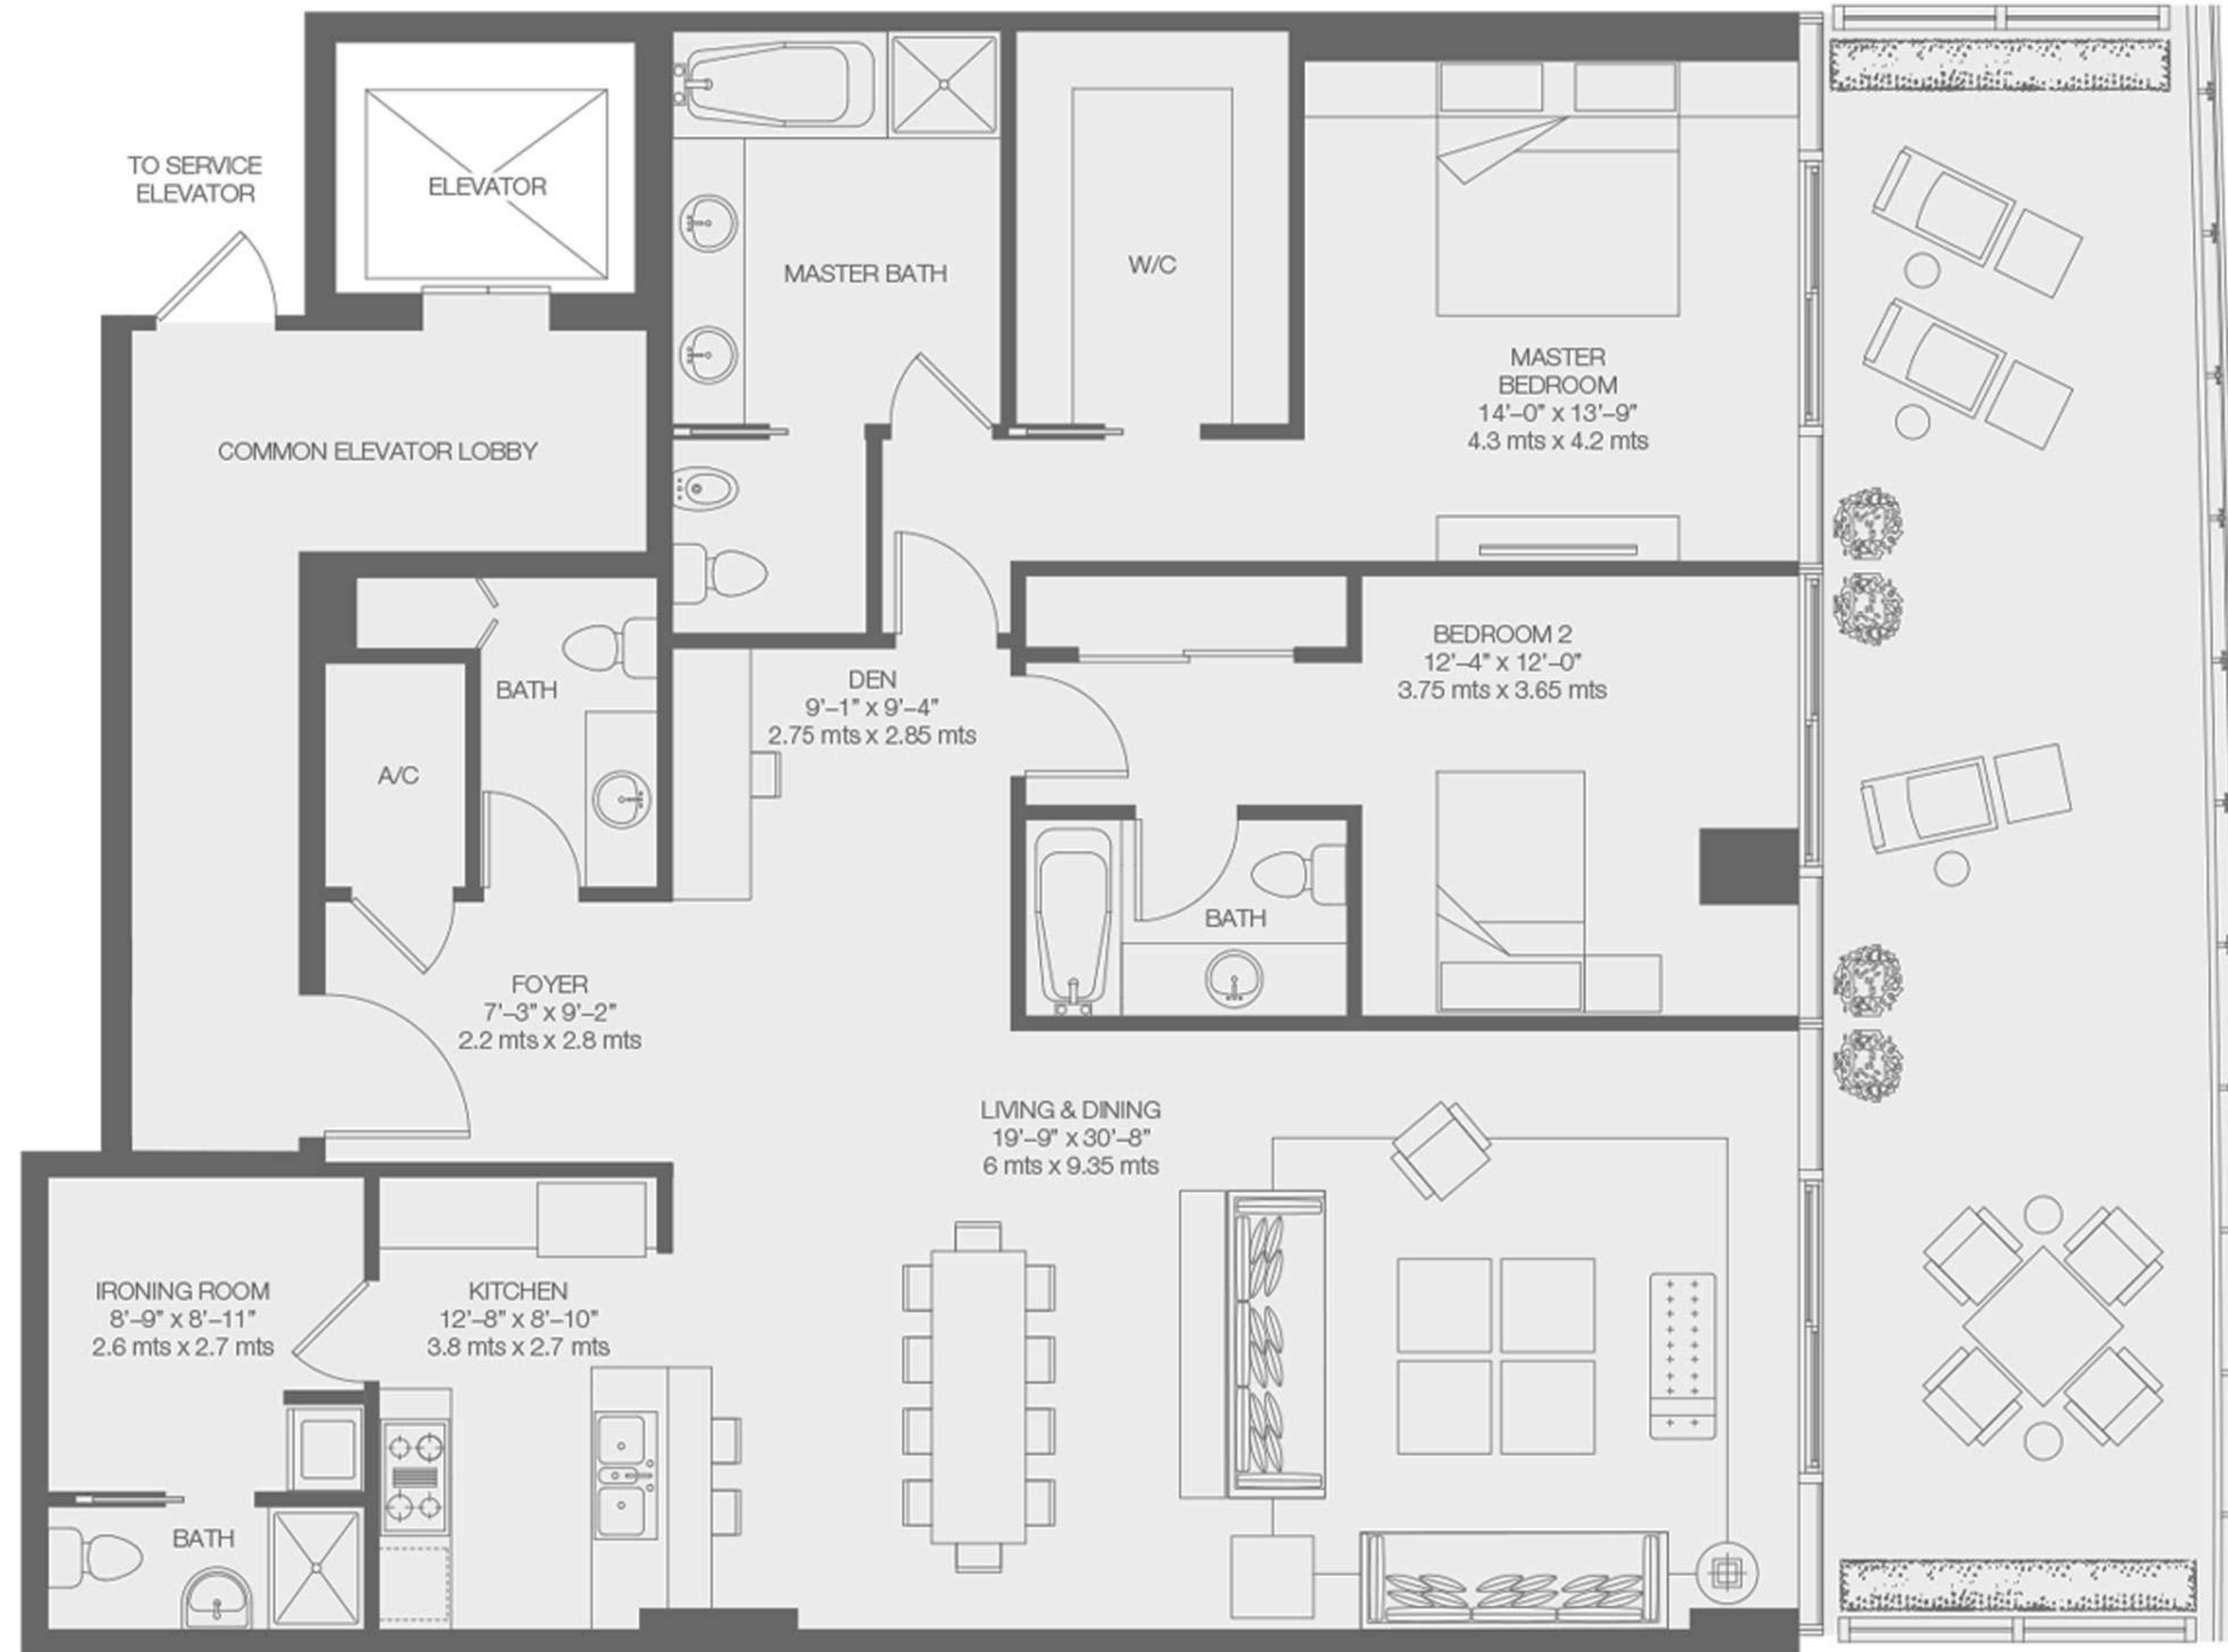 TO SERVICE
ELEVATOR
ELEVATOR
MASTER BATH
W/C
MASTER
BEDROOM
14'–0" x 13'–9"
4.3 mts x 4.2 mts
COMMON ELEVATOR LOBBY
BEDROOM 2
12'–4" x 12'–0"
3.75 mts x 3.65 mts
DEN
9'–1" x 9'–4"
2.75 mts x 2.85 mts
BATH
A/C
BATH
FOYER
7'–3" x 9'–2"
2.2 mts x 2.8 mts
LIVING & DINING
19'–9" x 30'–8"
6 mts x 9.35 mts
IRONING ROOM
8'–9" x 8'–11"
2.6 mts x 2.7 mts
KITCHEN
12'–8" x 8'–10"
3.8 mts x 2.7 mts
BATH